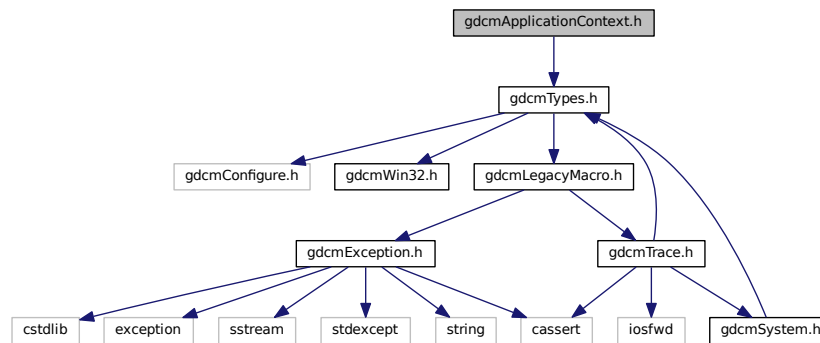 gdcmApplicationContext.h
gdcmTypes.h
gdcmConfigure.h
gdcmWin32.h
gdcmLegacyMacro.h
gdcmException.h
gdcmTrace.h
cstdlib
exception
sstream
stdexcept
string
cassert
iosfwd
gdcmSystem.h